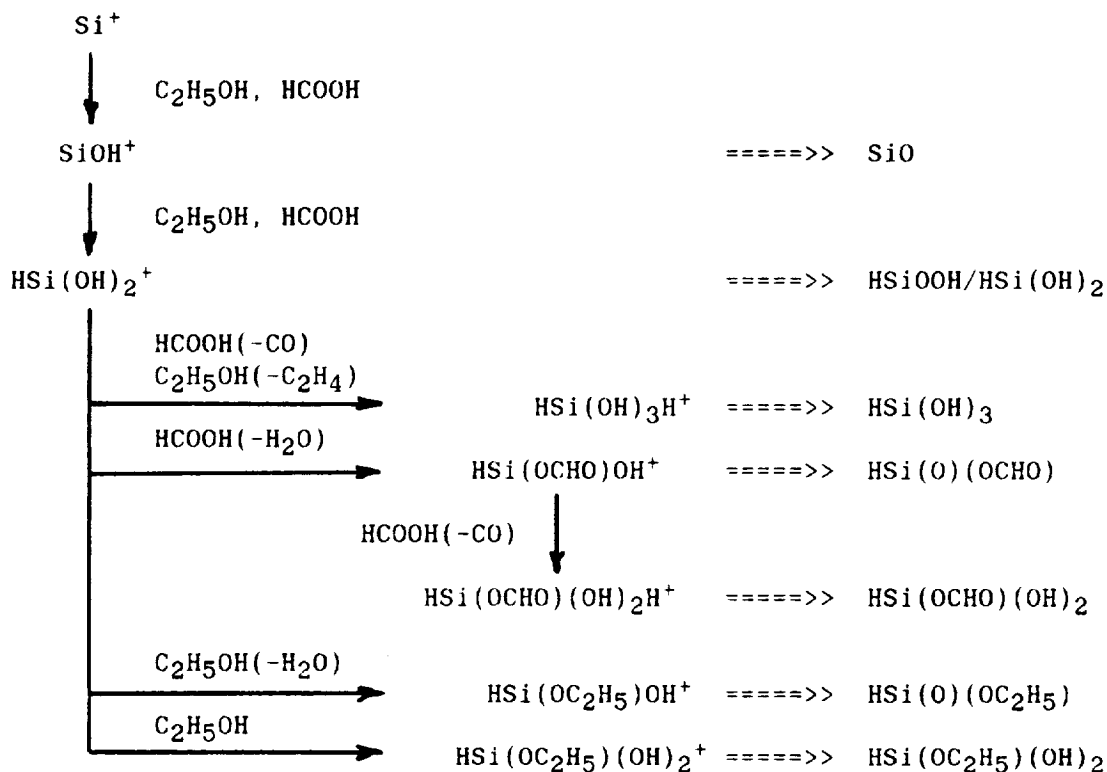 Si⁺
C₂H₅OH, HCOOH
SiOH⁺ =====>> SiO
C₂H₅OH, HCOOH
HSi(OH)₂⁺ =====>> HSiOOH/HSi(OH)₂
HCOOH(-CO)
C₂H₅OH(-C₂H₄)
HSi(OH)₃H⁺ =====>> HSi(OH)₃
HCOOH(-H₂O)
HSi(OCHO)OH⁺ =====>> HSi(O)(OCHO)
HCOOH(-CO)
HSi(OCHO)(OH)₂H⁺ =====>> HSi(OCHO)(OH)₂
C₂H₅OH(-H₂O)
HSi(OC₂H₅)OH⁺ =====>> HSi(O)(OC₂H₅)
C₂H₅OH
HSi(OC₂H₅)(OH)₂⁺ =====>> HSi(OC₂H₅)(OH)₂